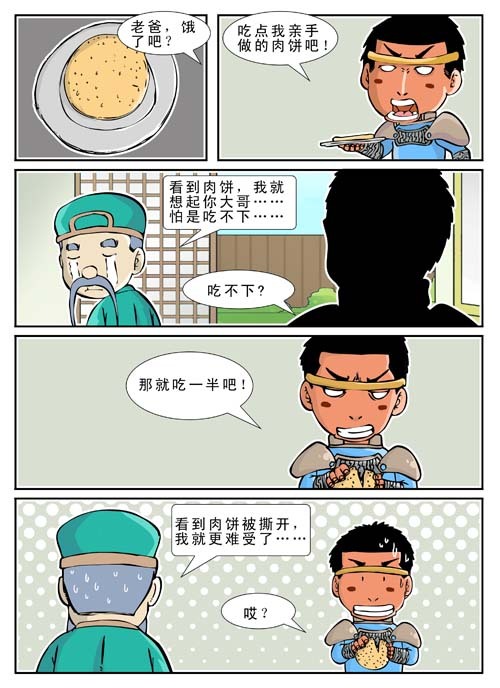 老爸，饿
了吧？
吃点我亲手
做的肉饼吧！
看到肉饼，我就
想起你大哥……
怕是吃不下……
吃不下？
那就吃一半吧！
看到肉饼被撕开，
我就更难受了……
哎？